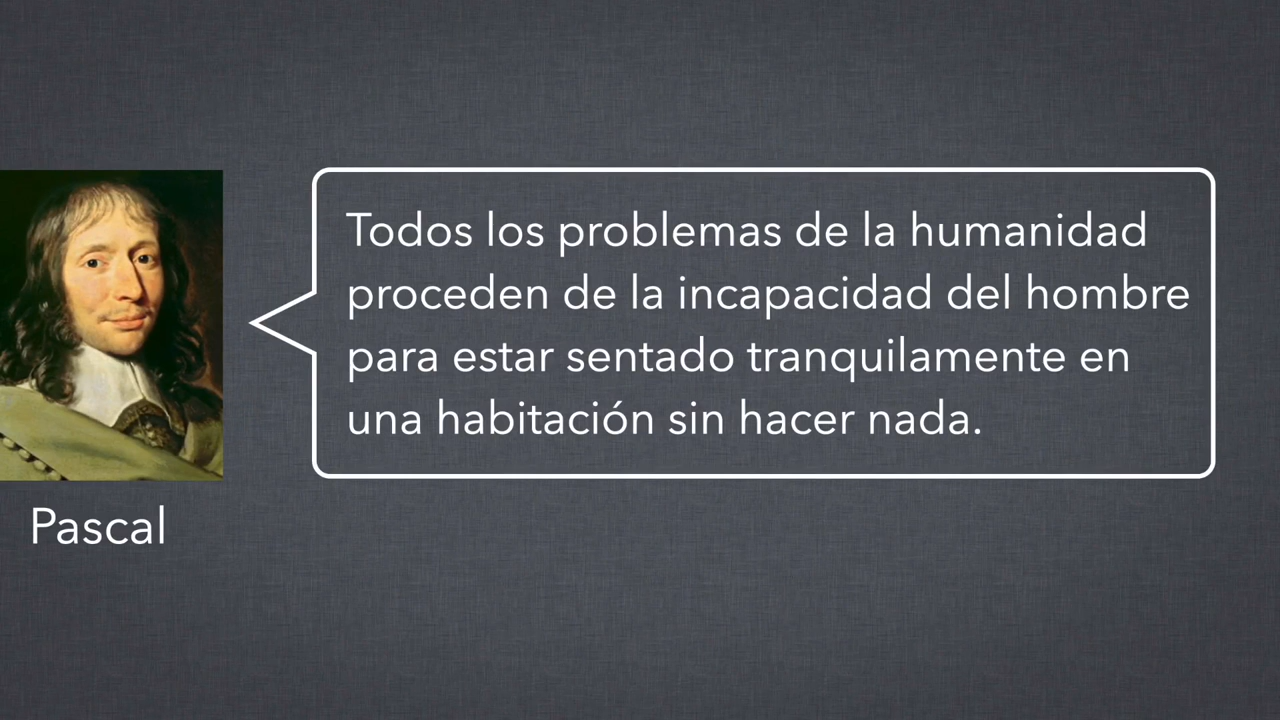 Todos los problemas de la humanidad
proceden de la incapacidad del hombre
para estar sentado tranquilamente en
una habitación sin hacer nada.
Pascal